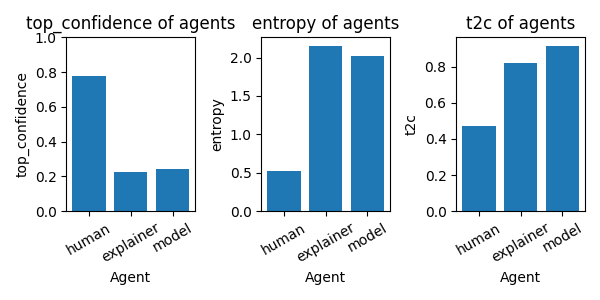 top_confidence of agents
top_confidence
1.0
0.8
0.6
0.4
0.2
0.0
human
explainer
model
Agent
entropy of agents
entropy
2.0
1.5
1.0
0.5
0.0
human
explainer
model
Agent
t2c of agents
t2c
0.8
0.6
0.4
0.2
0.0
human
explainer
model
Agent